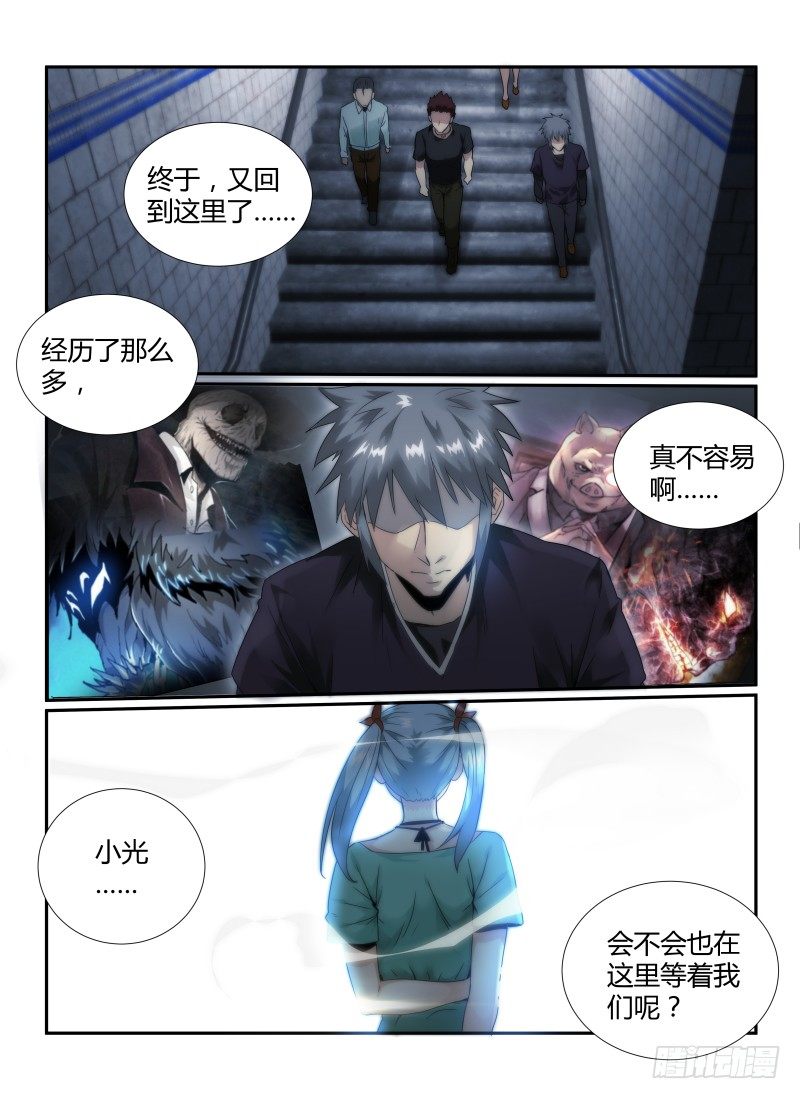 终于，又回
到这里了……
经历了那么
多，
真不容易
啊……
小光
……
会不会也在
这里等着我
们呢？
腾讯动漫